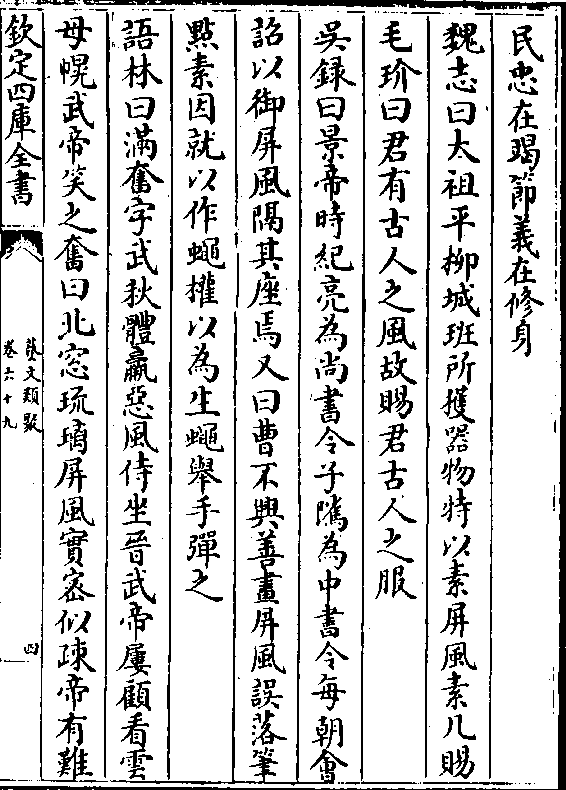 民忠在竭節義在修身
魏志曰太祖平柳城班所獲器物特以素屏風素几賜
毛玠曰君有古人之風故賜君古人之服
吳録曰景帝時紀亮為尚書令子隲為中書令每朝會
詔以御屏風隔其座焉又曰曹不興善畫屏風誤落筆
㸃素因就以作蠅權以為生蠅舉手彈之
語林曰滿奮字武秋體羸惡風侍坐晉武帝屢顧看雲
母幌武帝笑之奮曰北窓琉璃屏風實宻似疎帝有難
欽定四庫全書
藝文類聚
卷六十九
四